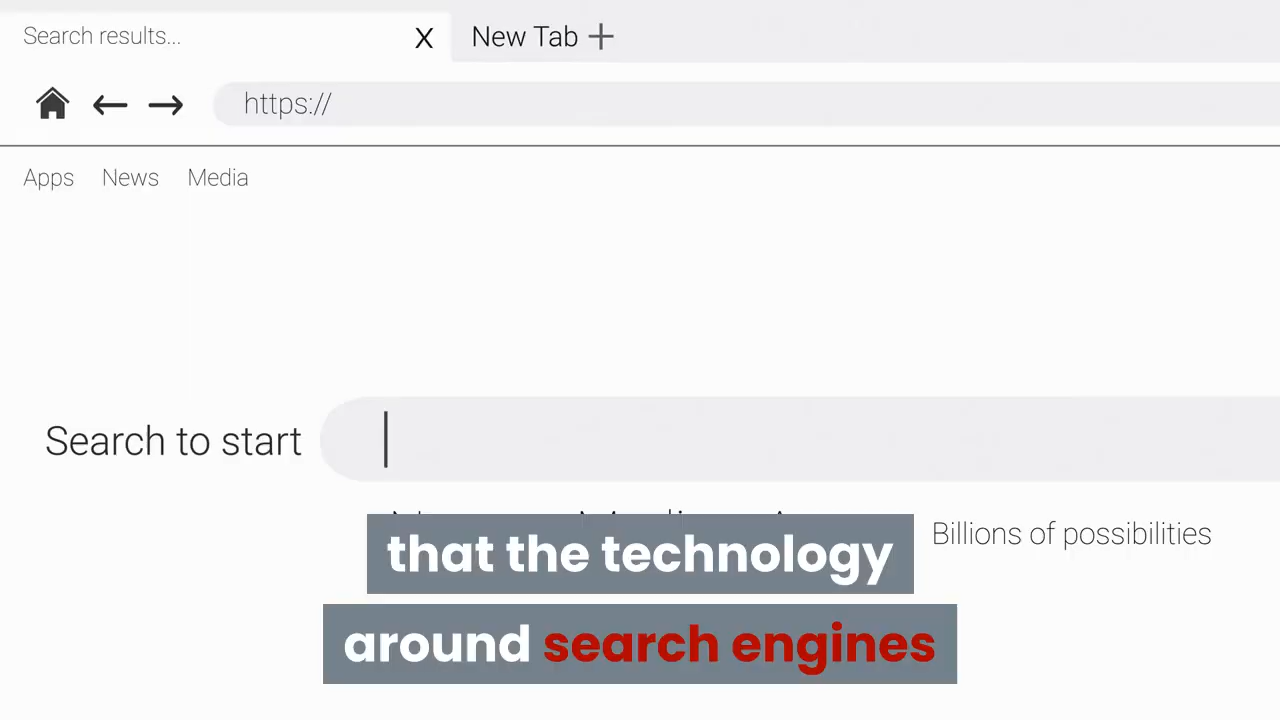 Search results... X New Tab +
https://
Apps News Media
Search to start
Billions of possibilities
that the technology
around search engines